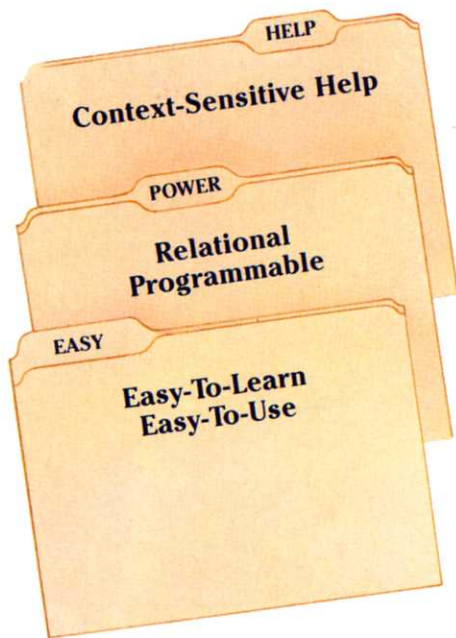 HELP
Context-Sensitive Help
POWER
Relational
Programmable
EASY
Easy-To-Learn
Easy-To-Use